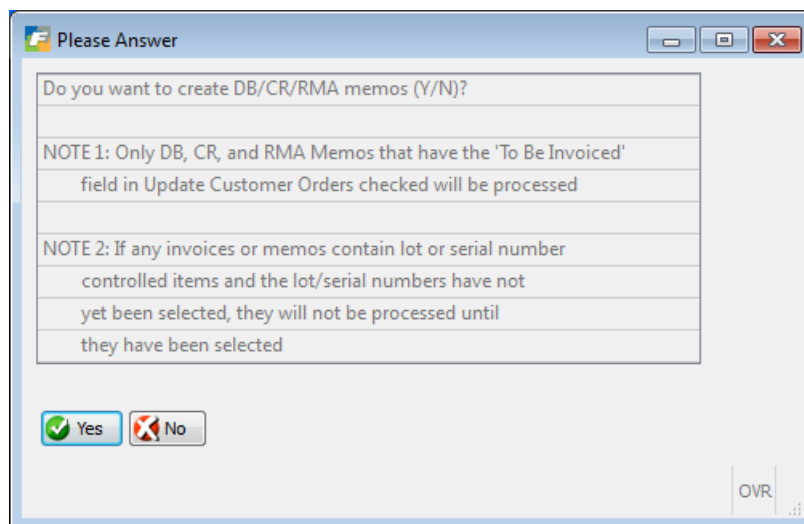 Please Answer
Do you want to create DB/CR/RMA memos (Y/N)?
NOTE 1: Only DB, CR, and RMA Memos that have the 'To Be Invoiced'
field in Update Customer Orders checked will be processed
NOTE 2: If any invoices or memos contain lot or serial number
controlled items and the lot/serial numbers have not
yet been selected, they will not be processed until
they have been selected
Yes No
OVR